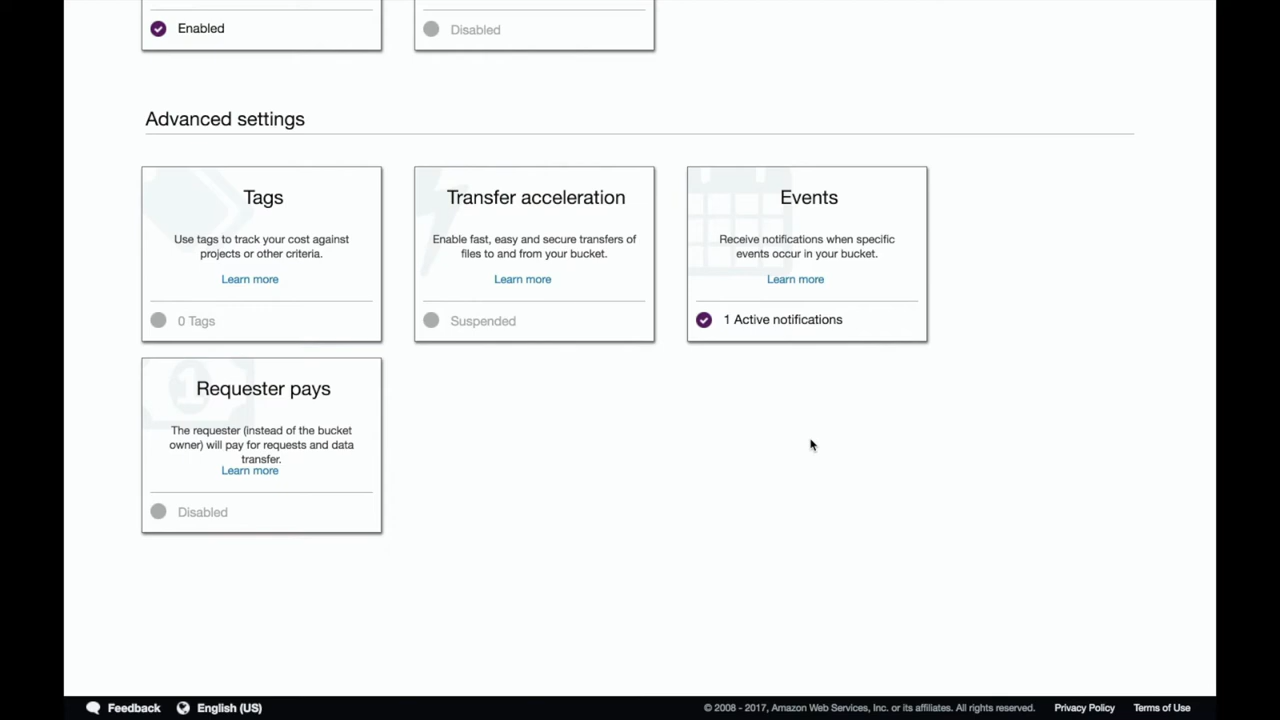 Enabled
Disabled
Advanced settings
Tags
Use tags to track your cost against
projects or other criteria.
Learn more
0 Tags
Transfer acceleration
Enable fast, easy and secure transfers of
files to and from your bucket.
Learn more
Suspended
Events
Receive notifications when specific
events occur in your bucket.
Learn more
1 Active notifications
Requester pays
The requester (instead of the bucket
owner) will pay for requests and data
transfer.
Learn more
Disabled
Feedback
English (US)
© 2008 - 2017, Amazon Web Services, Inc. or its affiliates. All rights reserved.
Privacy Policy
Terms of Use